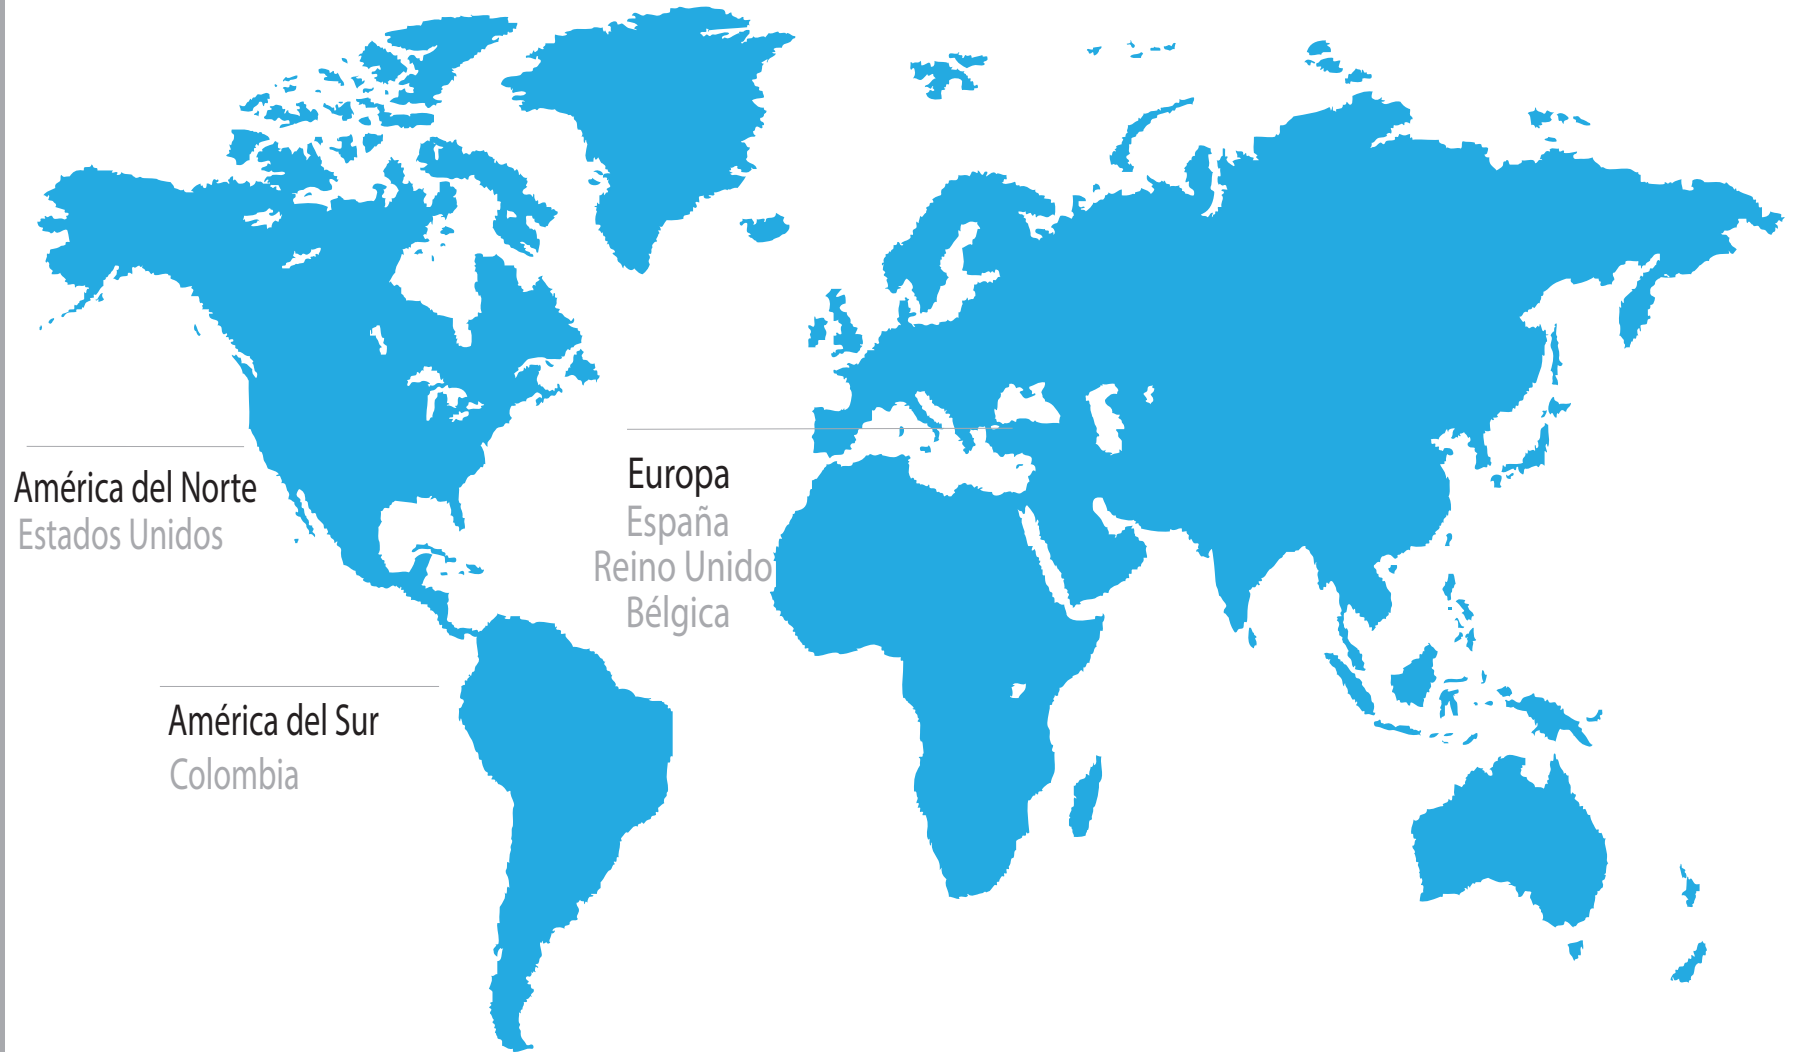 América del Norte
Estados Unidos
Europa
España
Reino Unido
Bélgica
América del Sur
Colombia